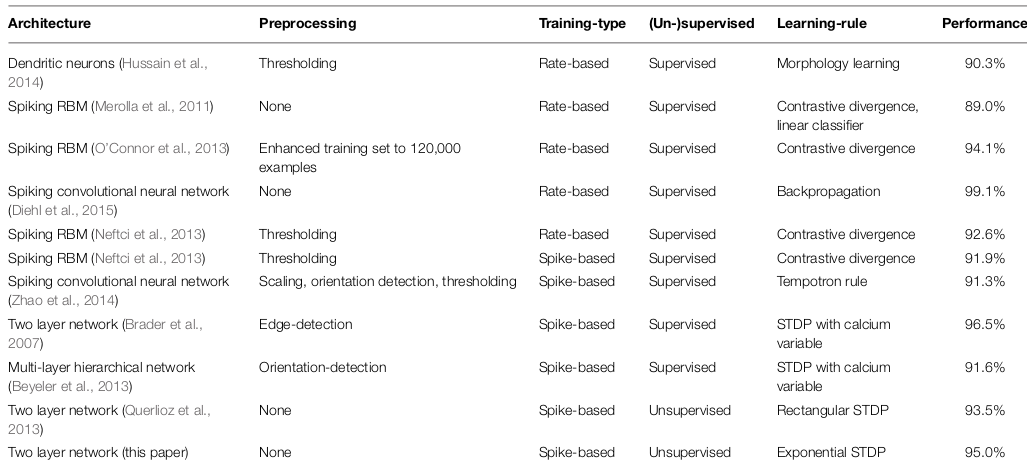 Architecture Preprocessing Training-type (Un-)supervised Learning-rule Performance
Dendritic neurons (Hussain et al., Thresholding Rate-based Supervised Morphology learning 90.3%
2014)
Spiking RBM (Merolla et al., 2011) None Rate-based Supervised Contrastive divergence, 89.0%
linear classifier
Spiking RBM (O'Connor et al., 2013) Enhanced training set to 120,000 Rate-based Supervised Contrastive divergence 94.1%
examples
Spiking convolutional neural network None Rate-based Supervised Backpropagation 99.1%
(Diehl et al., 2015)
Spiking RBM (Neftci et al., 2013) Thresholding Rate-based Supervised Contrastive divergence 92.6%
Spiking RBM (Neftci et al., 2013) Thresholding Spike-based Supervised Contrastive divergence 91.9%
Spiking convolutional neural network Scaling, orientation detection, thresholding Spike-based Supervised Tempotron rule 91.3%
(Zhao et al., 2014)
Two layer network (Brader et al., Edge-detection Spike-based Supervised STDP with calcium 96.5%
2007) variable
Multi-layer hierarchical network Orientation-detection Spike-based Supervised STDP with calcium 91.6%
(Beyeler et al., 2013) variable
Two layer network (Querlioz et al., None Spike-based Unsupervised Rectangular STDP 93.5%
2013)
Two layer network (this paper) None Spike-based Unsupervised Exponential STDP 95.0%